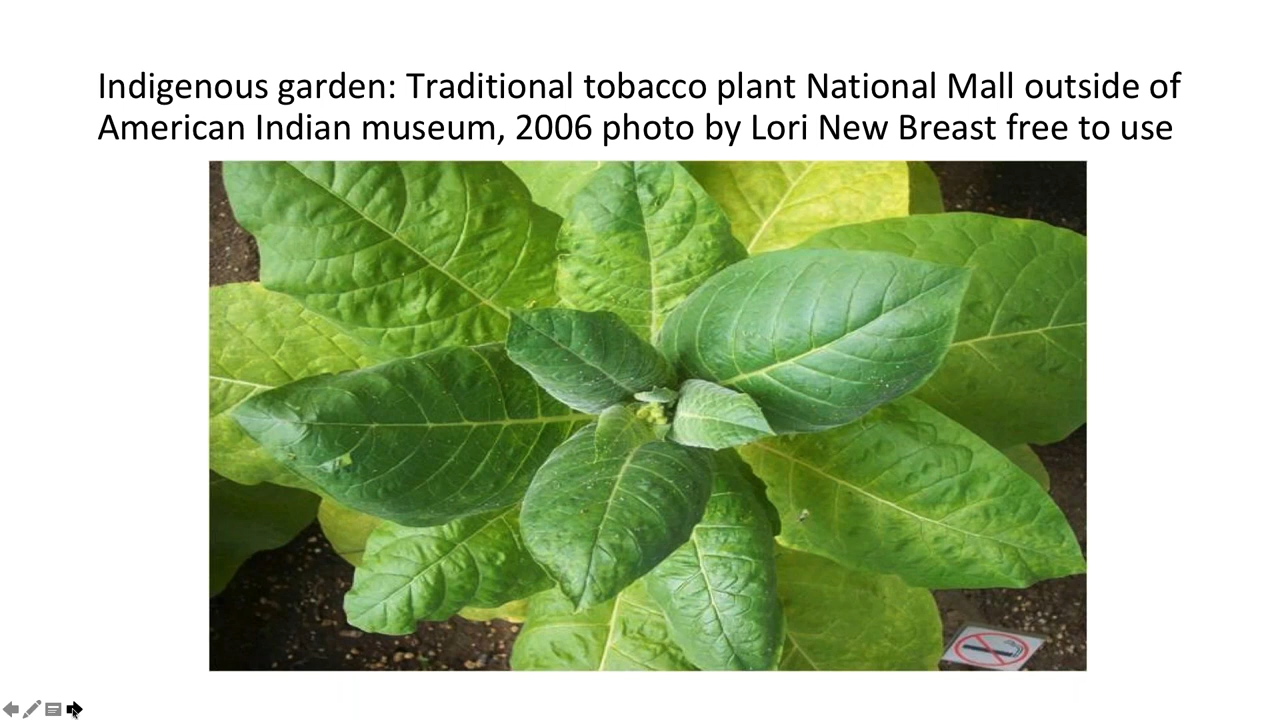 Indigenous garden: Traditional tobacco plant National Mall outside of
American Indian museum, 2006 photo by Lori New Breast free to use